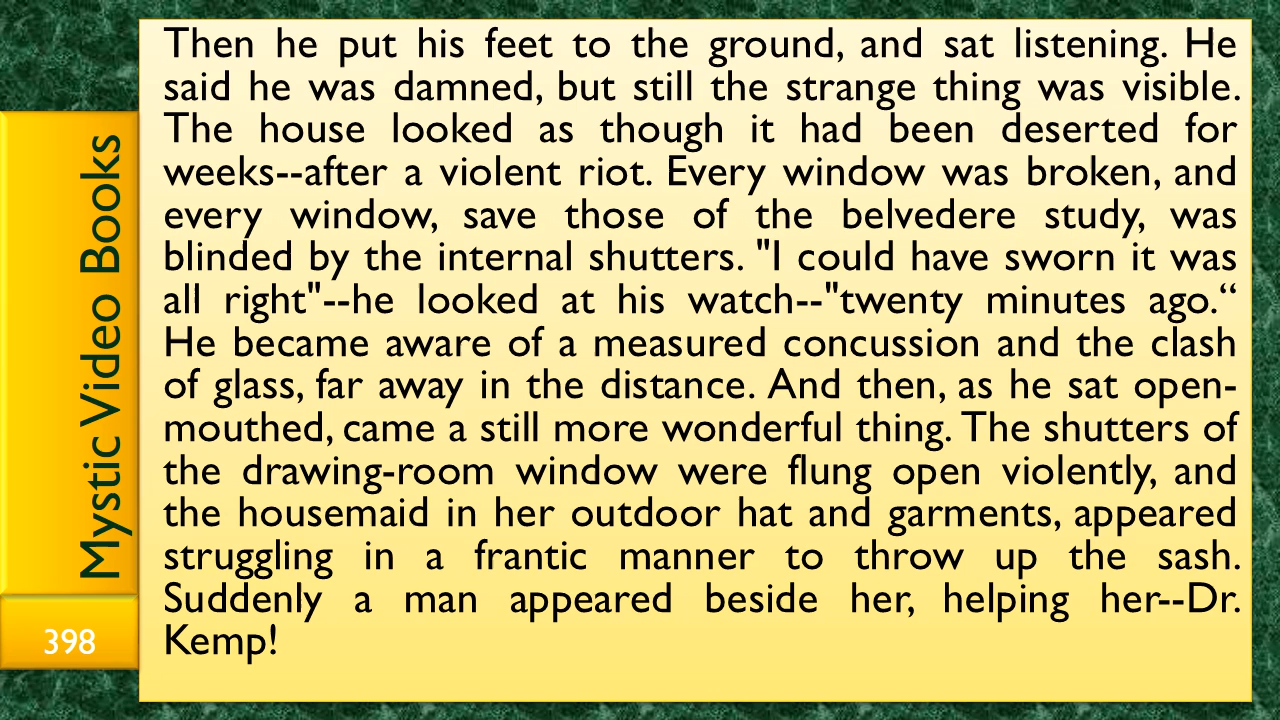 Then he put his feet to the ground, and sat listening. He
said he was damned, but still the strange thing was visible.
The house looked as though it had been deserted for
weeks--after a violent riot. Every window was broken, and
every window, save those of the belvedere study, was
blinded by the internal shutters. "I could have sworn it was
all right"--he looked at his watch--"twenty minutes ago.“
He became aware of a measured concussion and the clash
of glass, far away in the distance. And then, as he sat open-
mouthed, came a still more wonderful thing. The shutters of
the drawing-room window were flung open violently, and
the housemaid in her outdoor hat and garments, appeared
struggling in a frantic manner to throw up the sash.
Suddenly a man appeared beside her, helping her--Dr.
Kemp!
Mystic Video Books
398